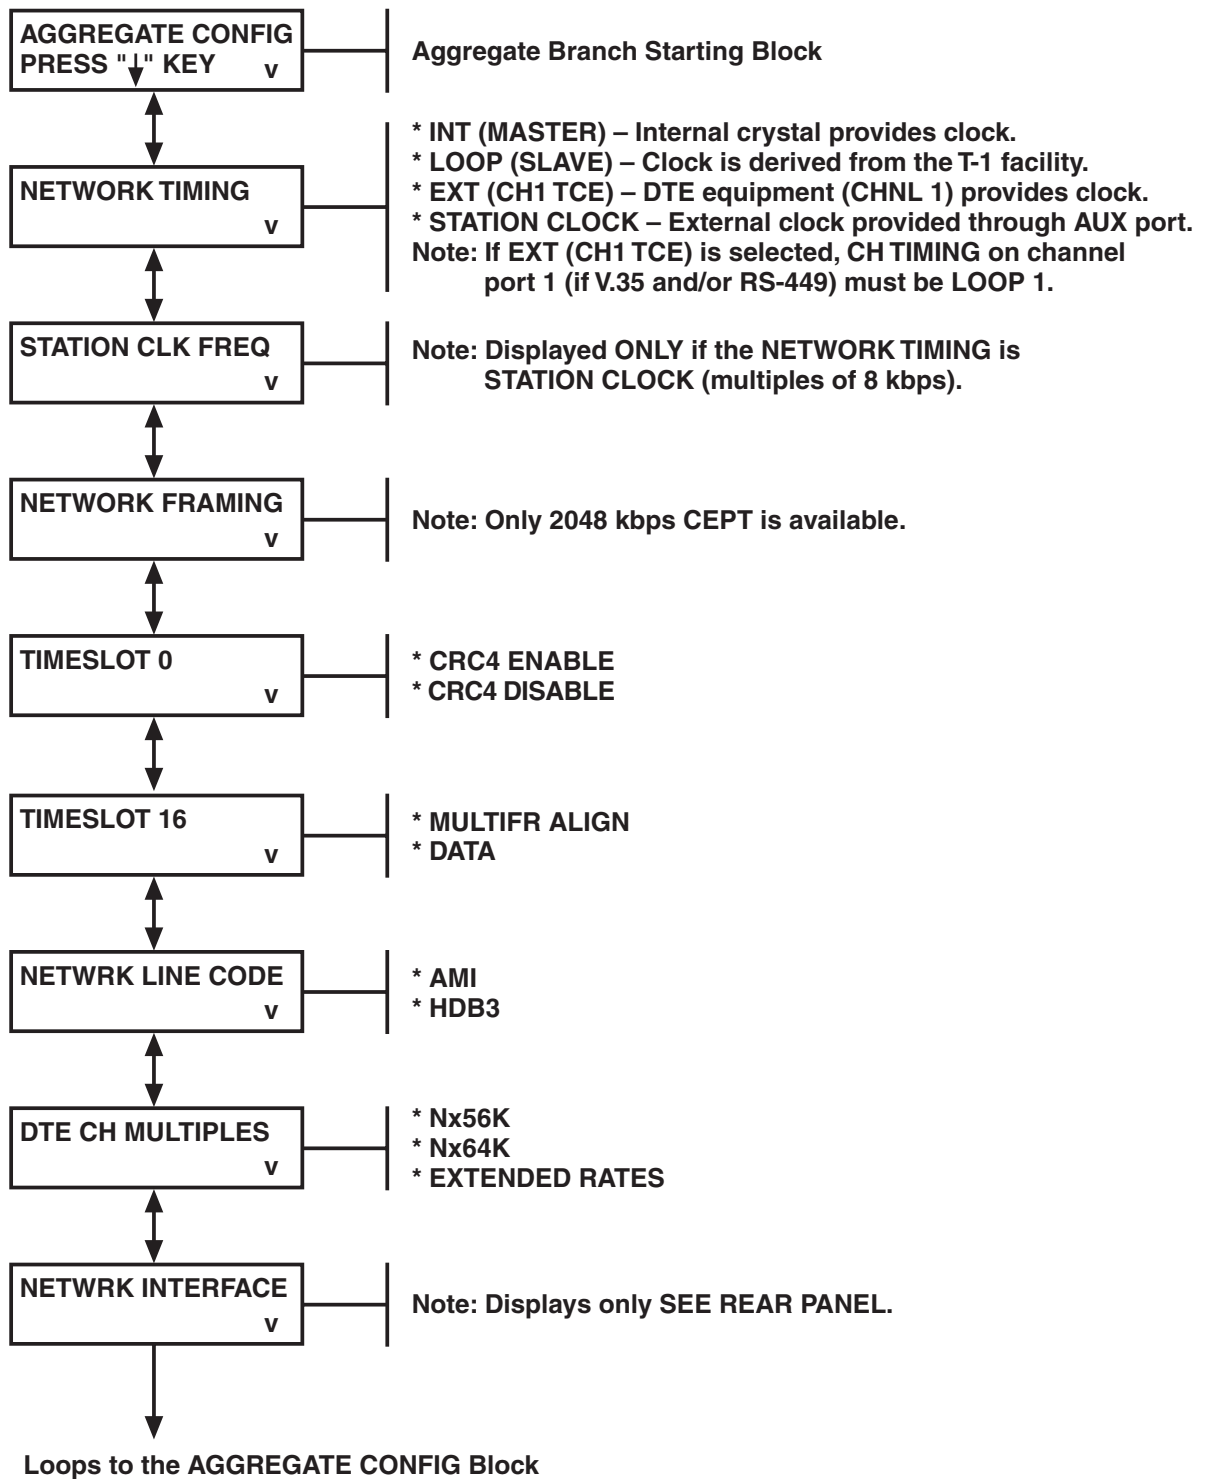 AGGREGATE CONFIG
PRESS "↓" KEY v
Aggregate Branch Starting Block
NETWORK TIMING
v
* INT (MASTER) – Internal crystal provides clock.
* LOOP (SLAVE) – Clock is derived from the T-1 facility.
* EXT (CH1 TCE) – DTE equipment (CHNL 1) provides clock.
* STATION CLOCK – External clock provided through AUX port.
Note: If EXT (CH1 TCE) is selected, CH TIMING on channel
port 1 (if V.35 and/or RS-449) must be LOOP 1.
STATION CLK FREQ
v
Note: Displayed ONLY if the NETWORK TIMING is
STATION CLOCK (multiples of 8 kbps).
NETWORK FRAMING
v
Note: Only 2048 kbps CEPT is available.
TIMESLOT 0
v
* CRC4 ENABLE
* CRC4 DISABLE
TIMESLOT 16
v
* MULTIFR ALIGN
* DATA
NETWRK LINE CODE
v
* AMI
* HDB3
DTE CH MULTIPLES
v
* Nx56K
* Nx64K
* EXTENDED RATES
NETWRK INTERFACE
v
Note: Displays only SEE REAR PANEL.
Loops to the AGGREGATE CONFIG Block